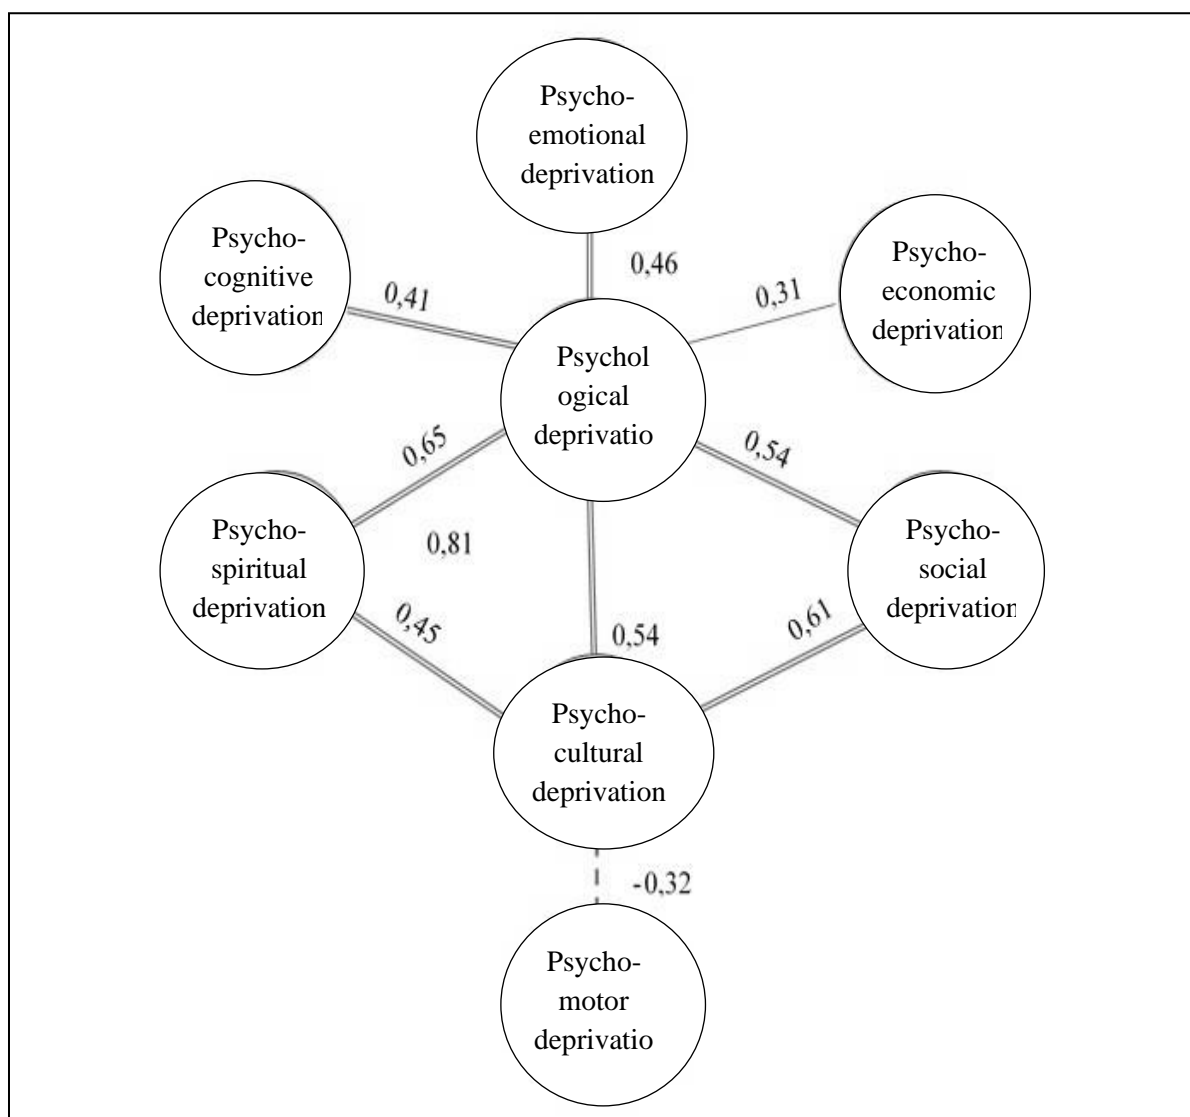 Psycho-
emotional
deprivation
Psycho-
cognitive
deprivation
Psycho-
economic
deprivation
0,46
0,41
0,31
Psychol
ogical
deprivatio
0,65
0,54
Psycho-
spiritual
deprivation
0,81
Psycho-
social
deprivation
0,45
0,54
0,61
Psycho-
cultural
deprivation
-0,32
Psycho-
motor
deprivatio